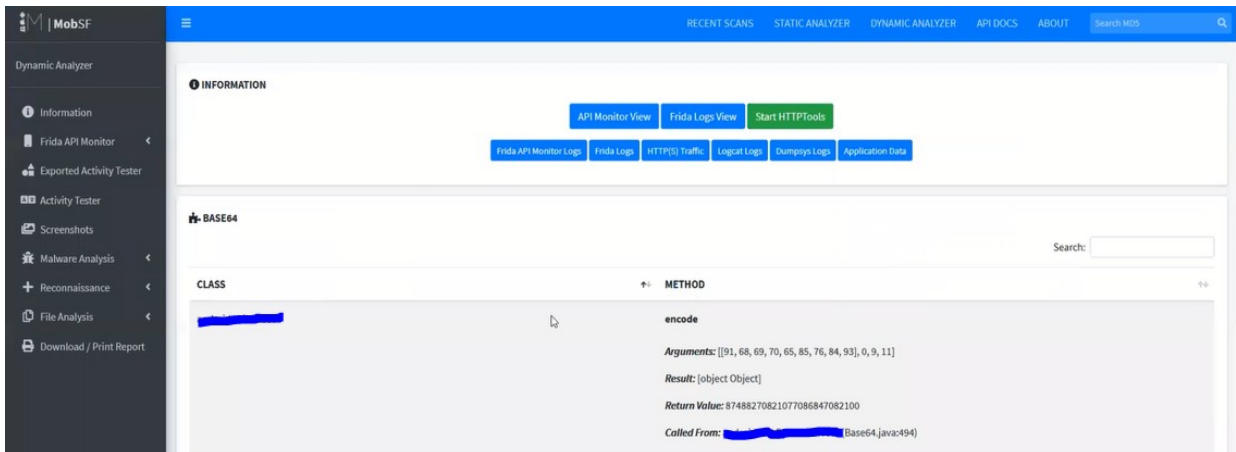 MobSF
RECENT SCANS STATIC ANALYZER DYNAMIC ANALYZER API DOCS ABOUT Search MD5
Dynamic Analyzer
Information
Frida API Monitor
Exported Activity Tester
Activity Tester
Screenshots
Malware Analysis
Reconnaissance
File Analysis
Download / Print Report
INFORMATION
API Monitor View Frida Logs View Start HTTPTools
Frida API Monitor Logs Frida Logs HTTP(S) Traffic Logcat Logs Dumpsys Logs Application Data
BASE64
Search:
CLASS METHOD
encode
Arguments: [[91, 68, 69, 70, 65, 85, 76, 84, 93], 0, 9, 11]
Result: [object Object]
Return Value: 87488270821077086847082100
Called From: (Base64.java:494)